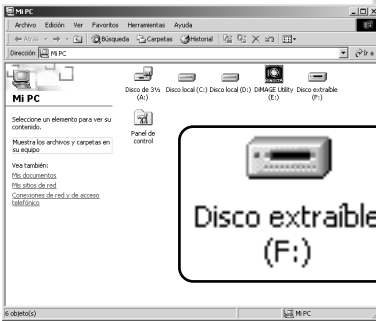 Mi PC
Archivo Edición Ver Favoritos Herramientas Ayuda
Atrás Búsqueda Carpetas Historial
Dirección Mi PC Ir a
Mi PC
Seleccione un elemento para ver su
contenido.
Muestra los archivos y carpetas en
su equipo
Vea también:
Mis documentos
Mis sitios de red
Conexiones de red y de acceso
telefónico
Disco de 3½ (A:)
Disco local (C:)
Disco local (D:)
DiMAGE Utility (E:)
Disco extraíble (F:)
Panel de control
Disco extraíble
(F:)
6 objeto(s) Mi PC